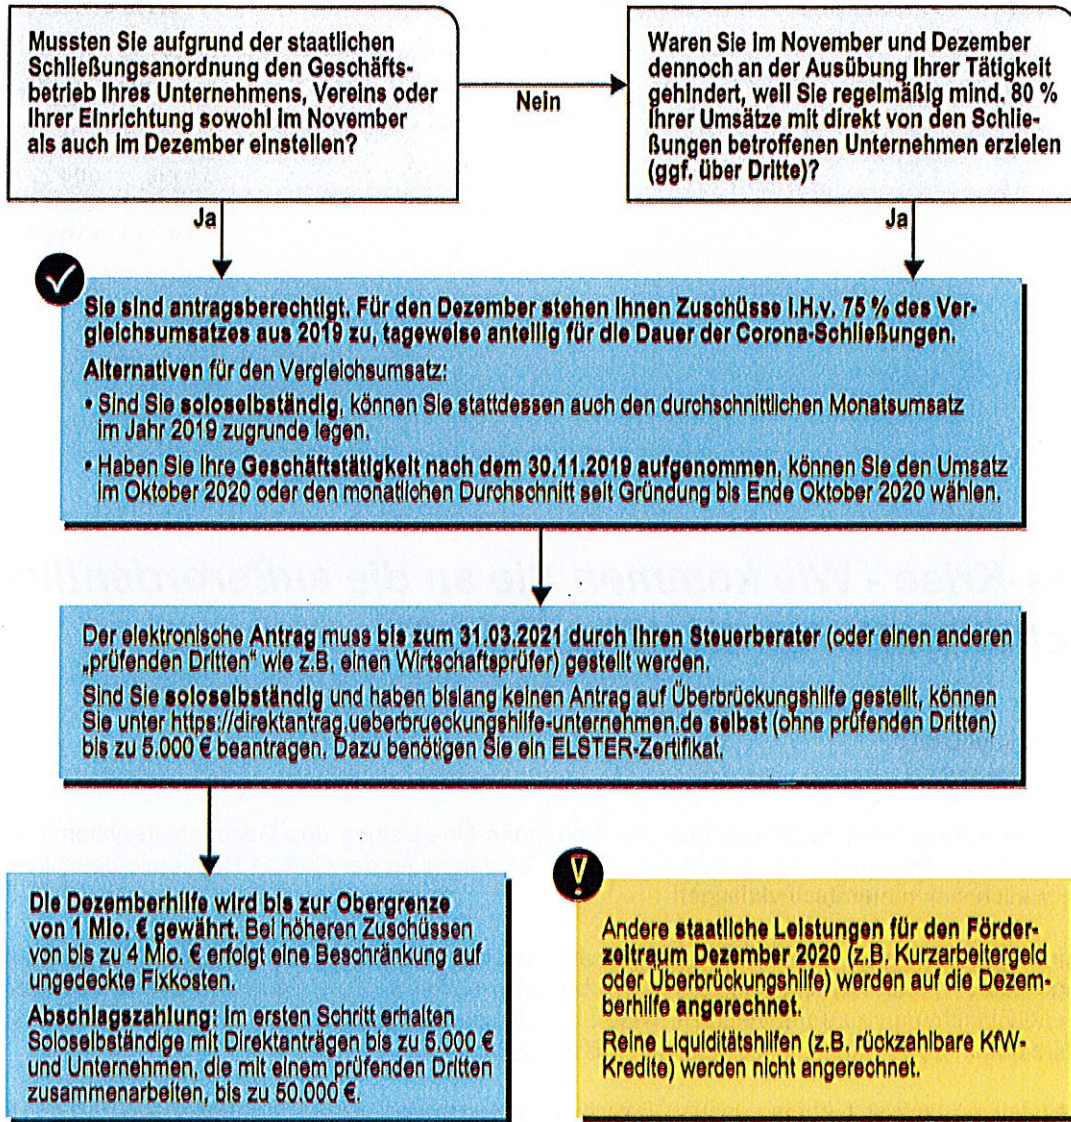 Mussten Sie aufgrund der staatlichen
Schließungsanordnung den Geschäfts-
betrieb Ihres Unternehmens, Vereins oder
Ihrer Einrichtung sowohl im November
als auch im Dezember einstellen?
Nein
Waren Sie im November und Dezember
dennoch an der Ausübung Ihrer Tätigkeit
gehindert, weil Sie regelmäßig mind. 80 %
Ihrer Umsätze mit direkt von den Schlie-
ßungen betroffenen Unternehmen erzielen
(ggf. über Dritte)?
Ja
Ja
Sie sind antragsberechtigt. Für den Dezember stehen Ihnen Zuschüsse i.H.v. 75 % des Ver-
gleichsumsatzes aus 2019 zu, tageweise anteilig für die Dauer der Corona-Schließungen.
Alternativen für den Vergleichsumsatz:
• Sind Sie soloselbständig, können Sie stattdessen auch den durchschnittlichen Monatsumsatz
im Jahr 2019 zugrunde legen.
• Haben Sie Ihre Geschäftstätigkeit nach dem 30.11.2019 aufgenommen, können Sie den Umsatz
im Oktober 2020 oder den monatlichen Durchschnitt seit Gründung bis Ende Oktober 2020 wählen.
-Krise - Wie kommen Sie an die außerordentli
Der elektronische Antrag muss bis zum 31.03.2021 durch Ihren Steuerberater (oder einen anderen
„prüfenden Dritten" wie z.B. einen Wirtschaftsprüfer) gestellt werden.
Sind Sie soloselbständig und haben bislang keinen Antrag auf Überbrückungshilfe gestellt, können
Sie unter https://direktantrag.ueberbrueckungshilfe-unternehmen.de selbst (ohne prüfenden Dritten)
bis zu 5.000 € beantragen. Dazu benötigen Sie ein ELSTER-Zertifikat.
Die Dezemberhilfe wird bis zur Obergrenze
von 1 Mio. € gewährt. Bei höheren Zuschüssen
von bis zu 4 Mio. € erfolgt eine Beschränkung auf
ungedeckte Fixkosten.
Abschlagszahlung: Im ersten Schritt erhalten
Soloselbständige mit Direktanträgen bis zu 5.000 €
und Unternehmen, die mit einem prüfenden Dritten
zusammenarbeiten, bis zu 50.000 €.
Andere staatliche Leistungen für den Förder-
zeitraum Dezember 2020 (z.B. Kurzarbeitergeld
oder Überbrückungshilfe) werden auf die Dezem-
berhilfe angerechnet.
Reine Liquiditätshilfen (z.B. rückzahlbare KfW-
Kredite) werden nicht angerechnet.